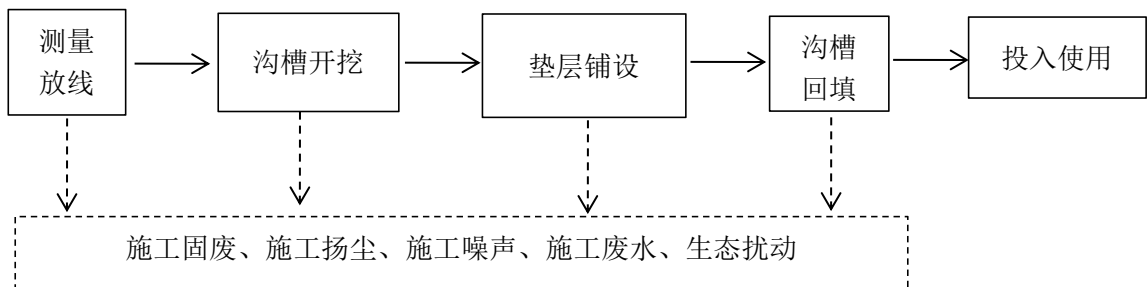 测量
放线
沟槽开挖
垫层铺设
沟槽
回填
投入使用
施工固废、施工扬尘、施工噪声、施工废水、生态扰动